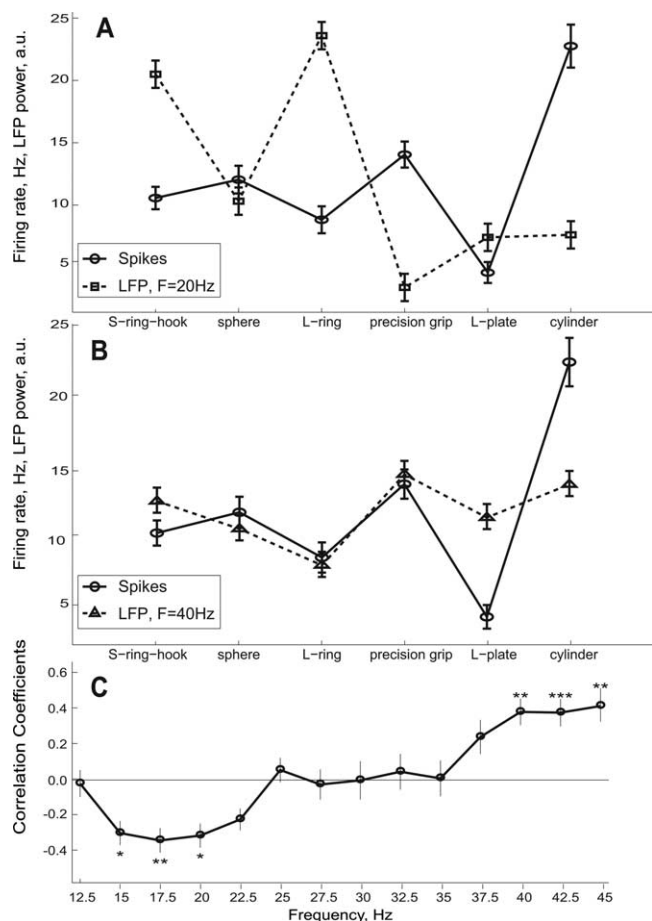 A
Firing rate, Hz, LFP power, a.u.
25
20
15
10
5
Spikes
LFP, F=20Hz
S-ring-hook sphere L-ring precision grip L-plate cylinder
B
Firing rate, Hz, LFP power, a.u.
25
20
15
10
5
Spikes
LFP, F=40Hz
S-ring-hook sphere L-ring precision grip L-plate cylinder
C
Correlation Coefficients
0.6
0.4
0.2
0.0
-0.2
-0.4
* ** * ** *** **
12.5 15 17.5 20 22.5 25 27.5 30 32.5 35 37.5 40 42.5 45
Frequency, Hz